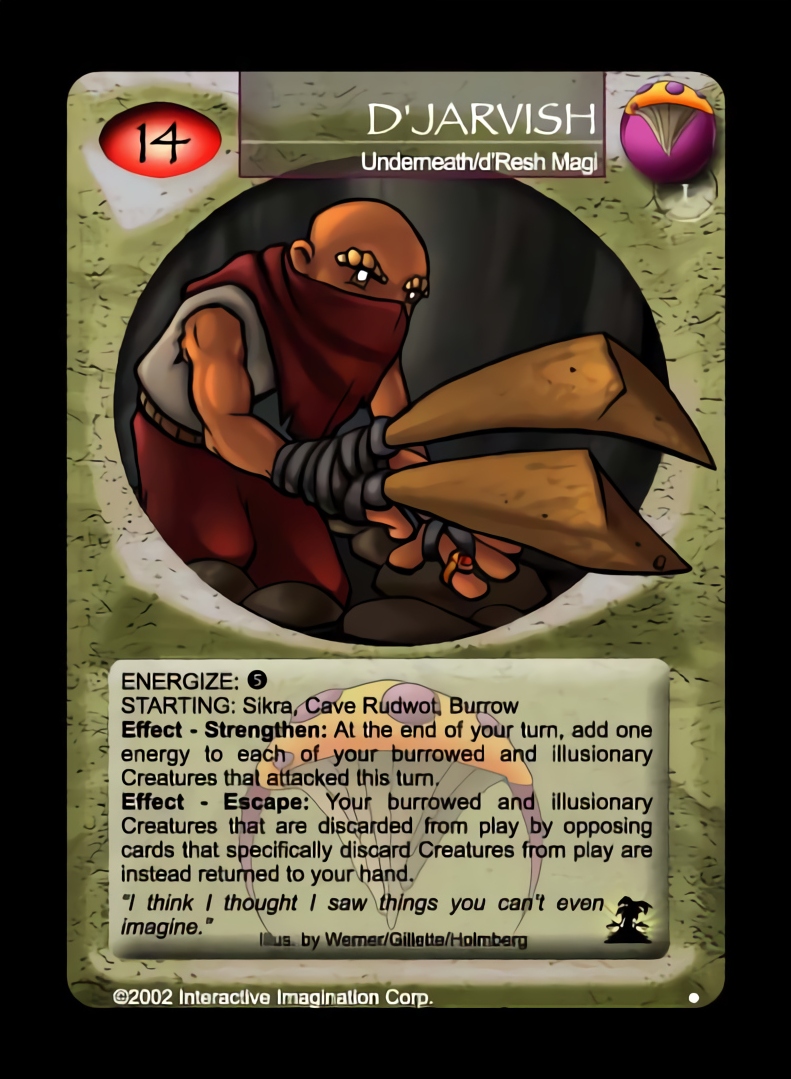 14
D'JARVISH
Underneath/d'Resh Magi
1
ENERGIZE: 5
STARTING: Sikra, Cave Rudwot, Burrow
Effect - Strengthen: At the end of your turn, add one
energy to each of your burrowed and illusionary
Creatures that attacked this turn.
Effect - Escape: Your burrowed and illusionary
Creatures that are discarded from play by opposing
cards that specifically discard Creatures from play are
instead returned to your hand.
"I think I thought I saw things you can't even
imagine."
Illus. by Werner/Gillette/Holmberg
©2002 Interactive Imagination Corp.